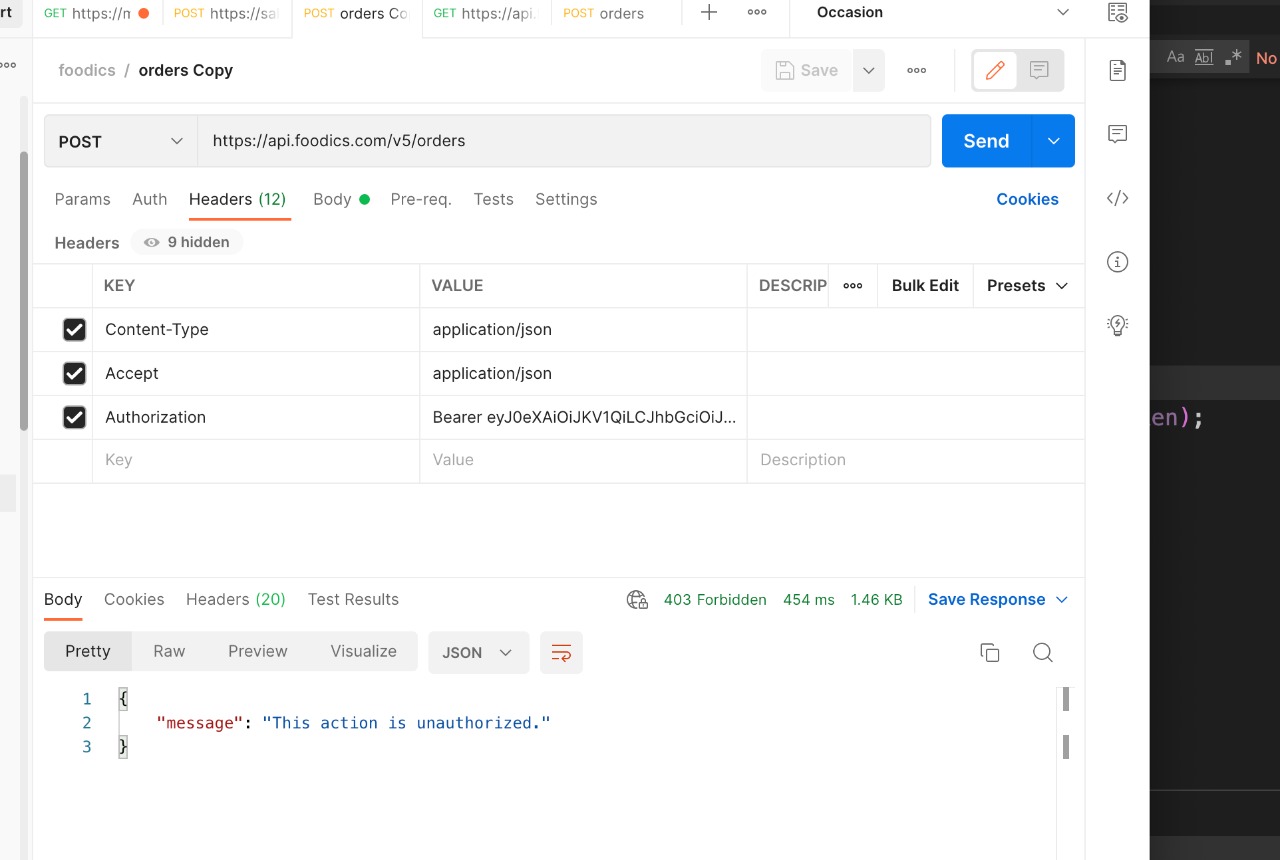 rt GET https://m POST https://sa POST orders Co GET https://api. POST orders Occasion
foodics / orders Copy Save
Aa Abl .* No
POST https://api.foodics.com/v5/orders Send
Params Auth Headers (12) Body Pre-req. Tests Settings Cookies
Headers 9 hidden
KEY VALUE DESCRIP Bulk Edit Presets
Content-Type application/json
Accept application/json
Authorization Bearer eyJ0eXAiOiJKV1QiLCJhbGciOiJ...
en);
Key Value Description
Body Cookies Headers (20) Test Results 403 Forbidden 454 ms 1.46 KB Save Response
Pretty Raw Preview Visualize JSON
1 {
2 "message": "This action is unauthorized."
3 }